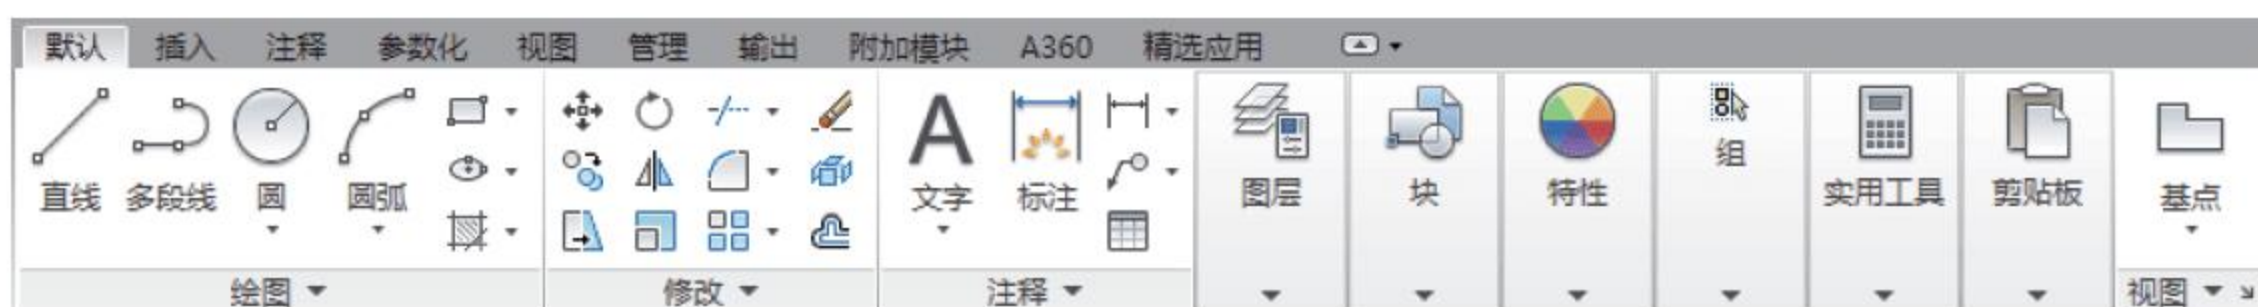 默认 插入 注释 参数化 视图 管理 输出 附加模块 A360 精选应用
组
直线 多段线 圆 圆弧 文字 标注 图层 块 特性 实用工具 剪贴板 基点
绘图 修改 注释 视图